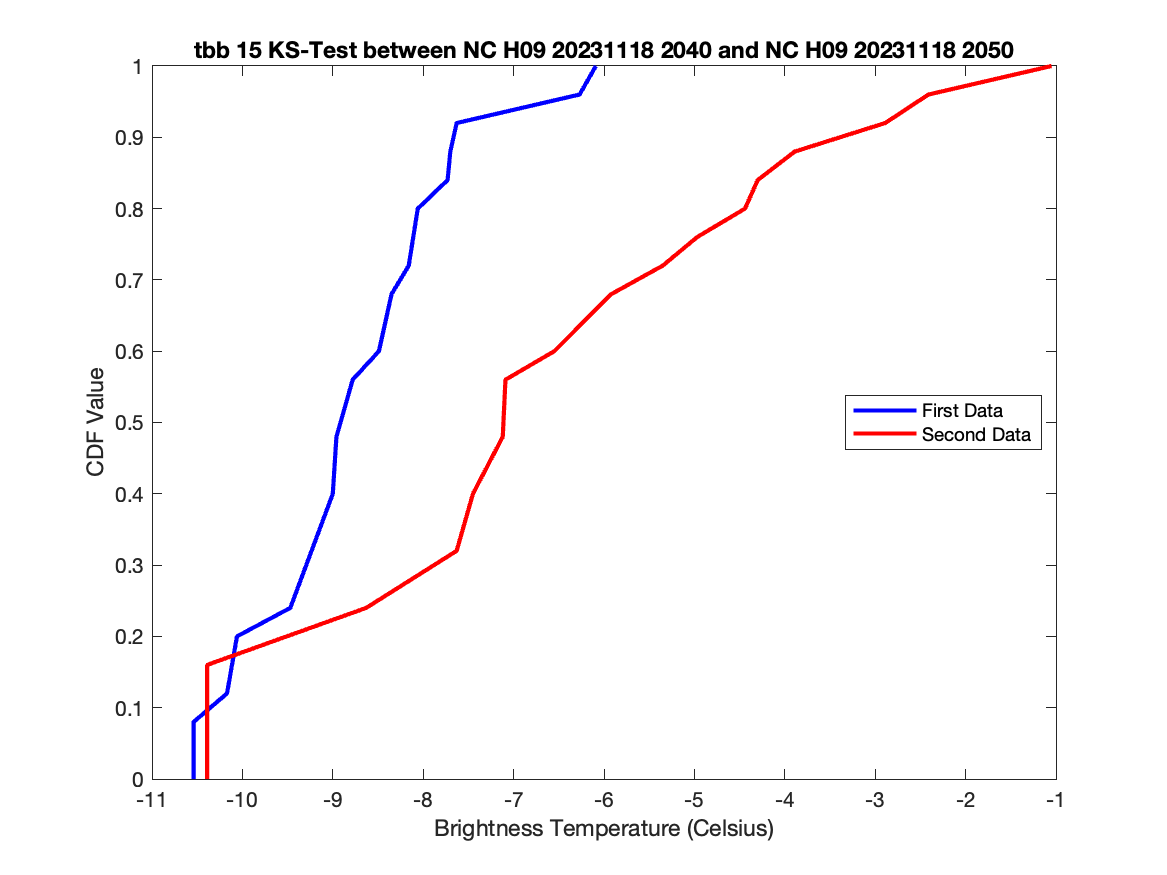 tbb 15 KS-Test between NC H09 20231118 2040 and NC H09 20231118 2050
1
0.9
0.8
0.7
0.6
0.5
0.4
0.3
0.2
0.1
0
CDF Value
First Data
Second Data
-11 -10 -9 -8 -7 -6 -5 -4 -3 -2 -1
Brightness Temperature (Celsius)